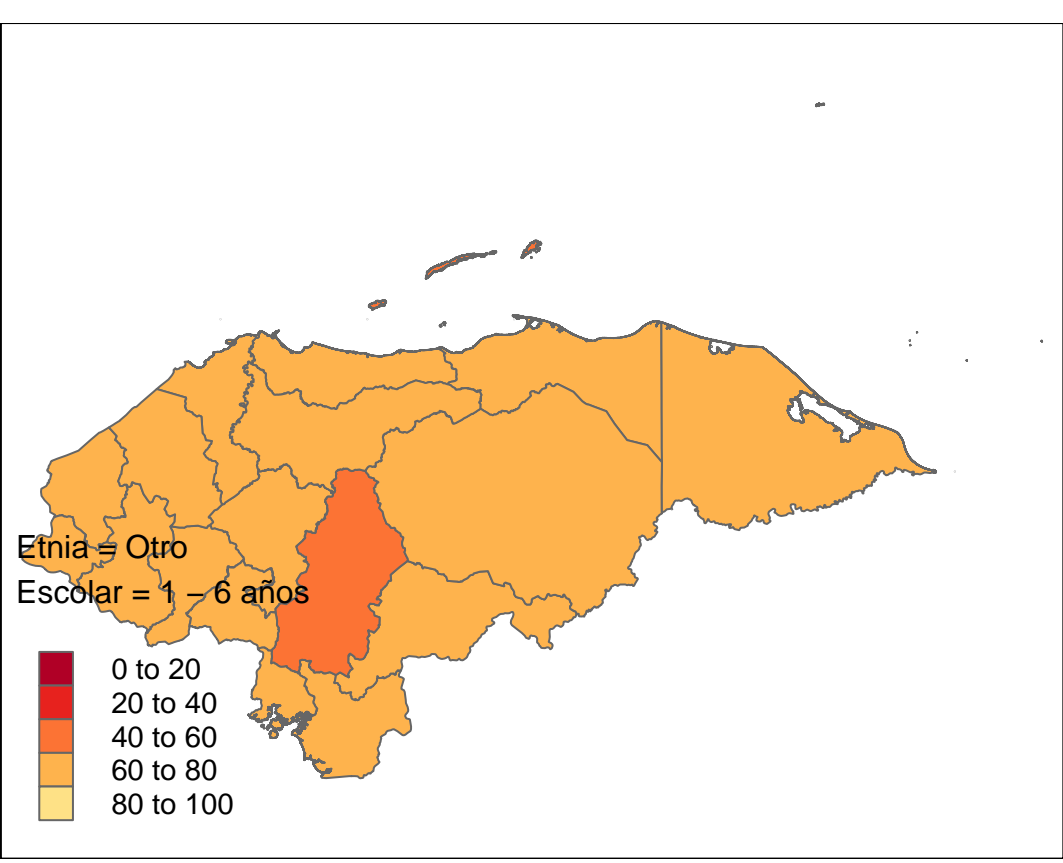 Etnia = Otro
Escolar = 1 – 6 años
0 to 20
20 to 40
40 to 60
60 to 80
80 to 100